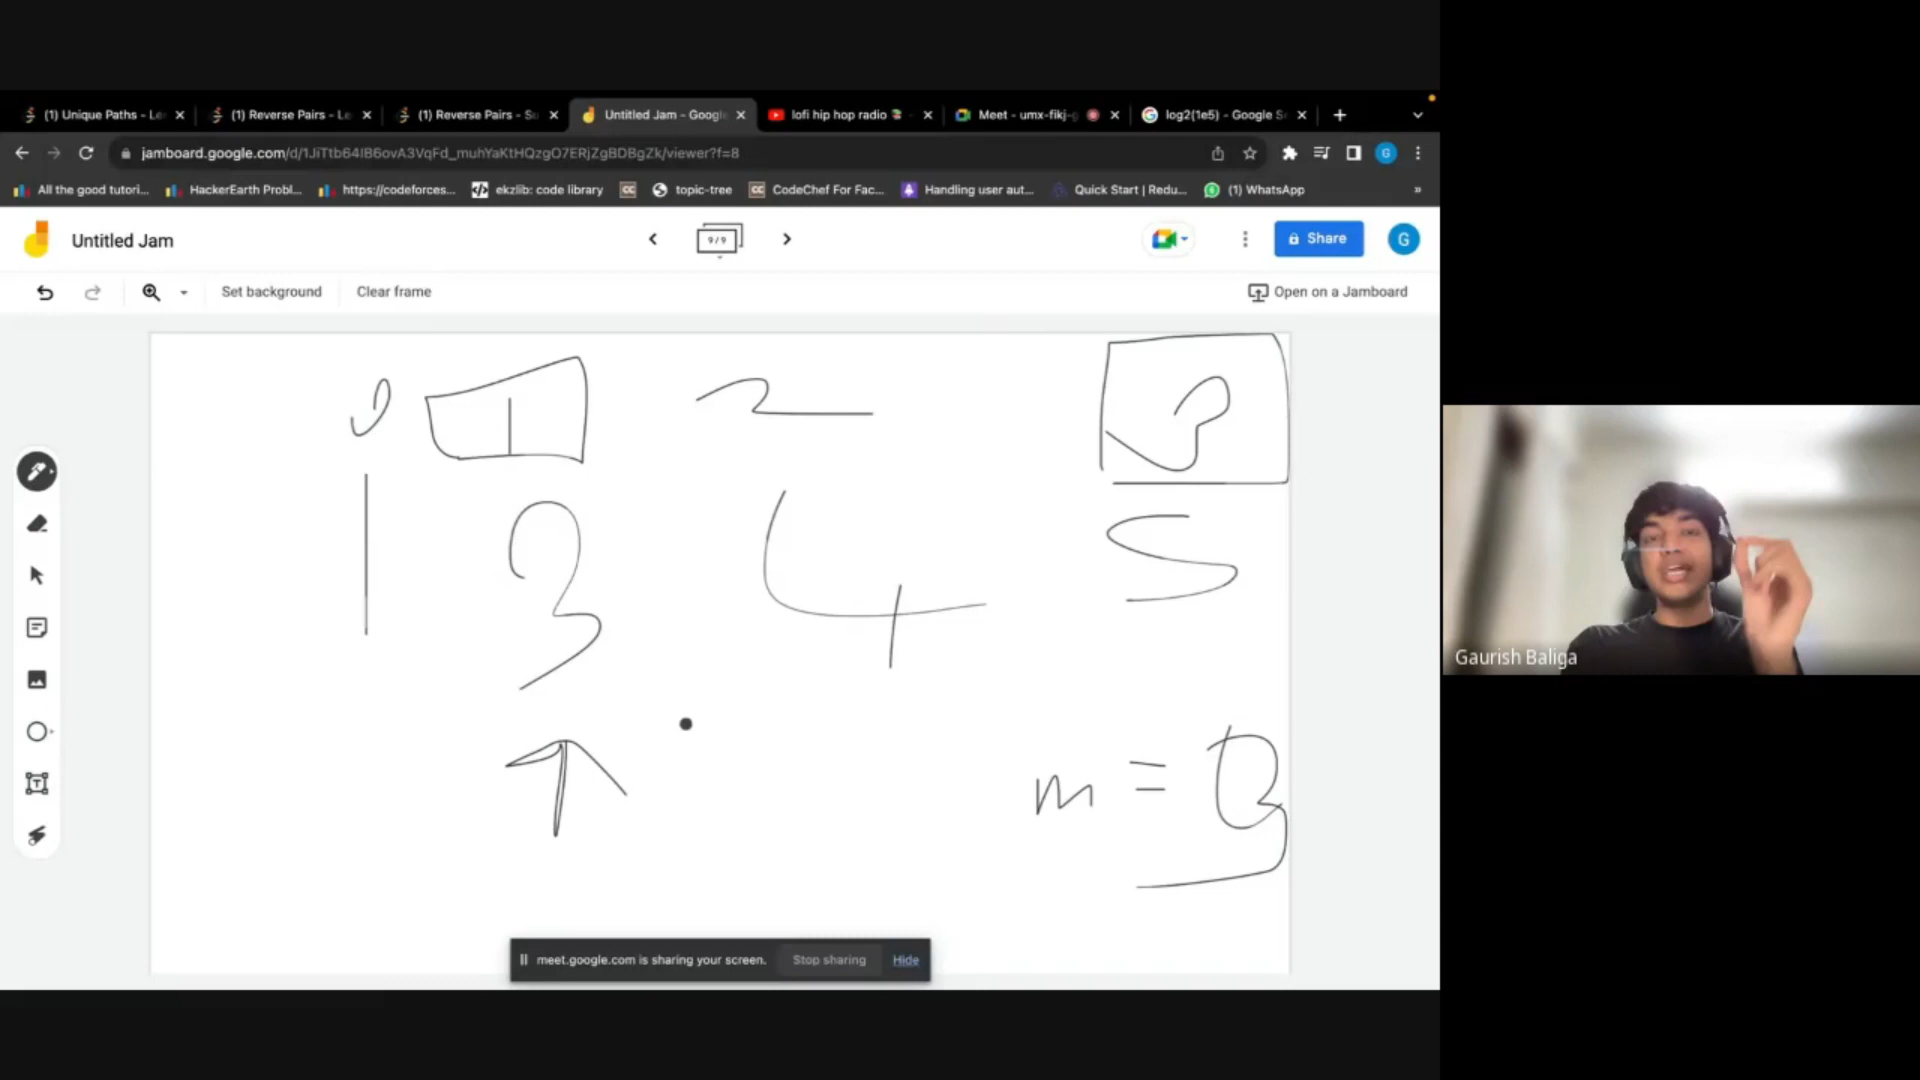 (1) Unique Paths - Le
(1) Reverse Pairs - Le
(1) Reverse Pairs - Su
Untitled Jam - Google
lofi hip hop radio
Meet - umx-fikj-g
log2(1e5) - Google Se
jamboard.google.com/d/1JiTtb64IB6ovA3VqFd_muhYaKtHQzgO7ERjZgBDBgZk/viewer?f=8
G
All the good tutori...
HackerEarth Probl...
https://codeforces...
ekzlib: code library
CC
topic-tree
CC
CodeChef For Fac...
Handling user aut...
Quick Start | Redu...
(1) WhatsApp
»
Untitled Jam
9/9
Share
G
Set background
Clear frame
Open on a Jamboard
0 1 2 3
1 3 4 5
T
m =
Gaurish Baliga
meet.google.com is sharing your screen.
Stop sharing
Hide